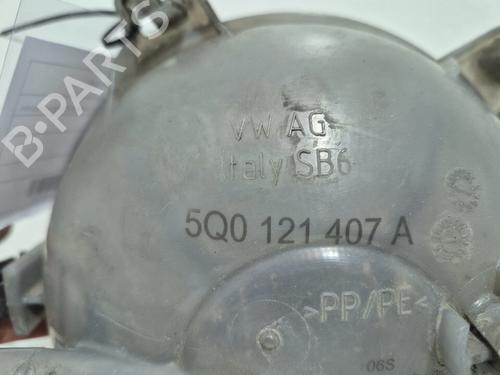 B-PARTS
VW AG
Italy SB6
5Q0 121 407 A
>PP/PE<
06S